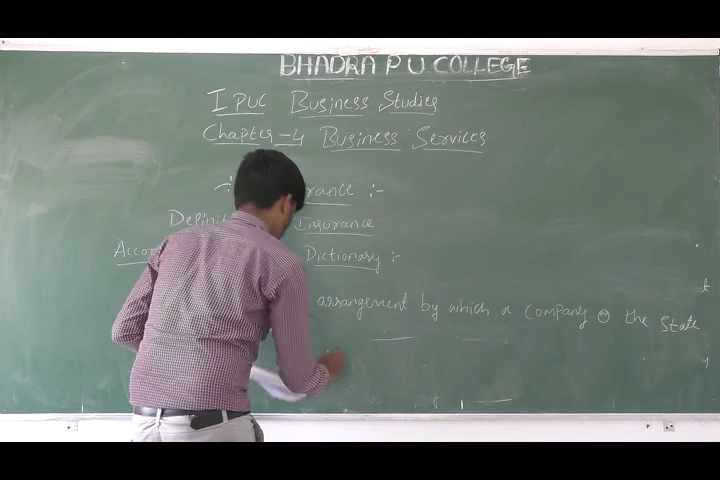 BHADRA P U COLLEGE
I PUC Business Studies
Chapter-4 Business Services
rance :-
Definit Insurance
Accor Dictionary :-
arrangement by which a company the State